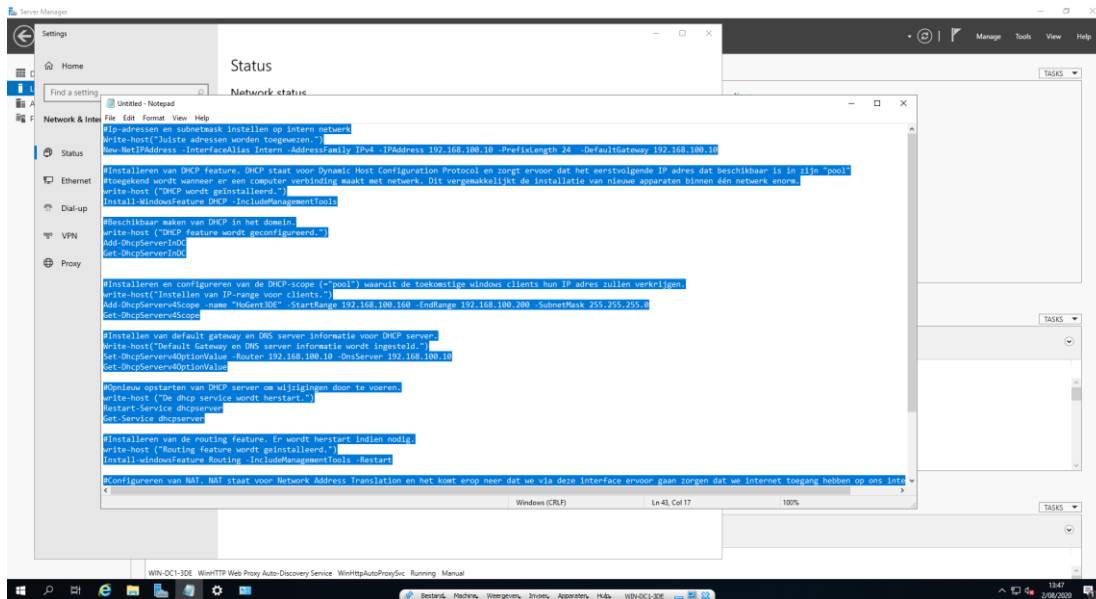 Server Manager
Settings
Manage Tools View Help
Home
Status
TASKS
Find a setting
Network status
Untitled - Notepad
File Edit Format View Help
Status
Ethernet
Dial-up
VPN
Proxy
#Ip-adressen en subnetmask instellen op intern netwerk
Write-host("Juiste adressen worden toegewezen.")
New-NetIPAddress -InterfaceAlias Intern -AddressFamily IPv4 -IPAddress 192.168.100.10 -PrefixLength 24 -DefaultGateway 192.168.100.10
#Installeren van DHCP feature. DHCP staat voor Dynamic Host Configuration Protocol en zorgt ervoor dat het eerstvolgende IP adres dat beschikbaar is in zijn "pool"
#toegekend wordt wanneer er een computer verbinding maakt met netwerk. Dit vergemakkelijkt de installatie van nieuwe apparaten binnen één netwerk enorm.
write-host ("DHCP wordt geïnstalleerd.")
Install-WindowsFeature DHCP -IncludeManagementTools
#Beschikbaar maken van DHCP in het domein.
write-host ("DHCP feature wordt geconfigureerd.")
Add-DhcpServerInDC
Get-DhcpServerInDC
#Installeren en configureren van de DHCP-scope (="pool") waaruit de toekomstige windows clients hun IP adres zullen verkrijgen.
write-host("Instellen van IP-range voor clients.")
Add-DhcpServerv4Scope -name "HoGent3DE" -StartRange 192.168.100.160 -EndRange 192.168.100.200 -SubnetMask 255.255.255.0
Get-DhcpServerv4Scope
#Instellen van default gateway en DNS server informatie voor DHCP server.
Write-host("Default Gateway en DNS server informatie wordt ingesteld.")
Set-DhcpServerv4OptionValue -Router 192.168.100.10 -DnsServer 192.168.100.10
Get-DhcpServerv4OptionValue
#Opnieuw opstarten van DHCP server om wijzigingen door te voeren.
write-host ("De dhcp service wordt herstart.")
Restart-Service dhcpserver
Get-Service dhcpserver
#Installeren van de routing feature. Er wordt herstart indien nodig.
write-host ("Routing feature wordt geinstalleerd.")
Install-windowsFeature Routing -IncludeManagementTools -Restart
#Configureren van NAT. NAT staat voor Network Address Translation en het komt erop neer dat we via deze interface ervoor gaan zorgen dat we internet toegang hebben op ons inte
Windows (CRLF) Ln 43, Col 17 100%
TASKS
TASKS
WIN-DC1-3DE WinHTTP Web Proxy Auto-Discovery Service WinHttpAutoProxySvc Running Manual
Bestand Machine Weergeven Invoer Apparaten Hulp WIN-DC1-3DE
13:47
2/08/2020